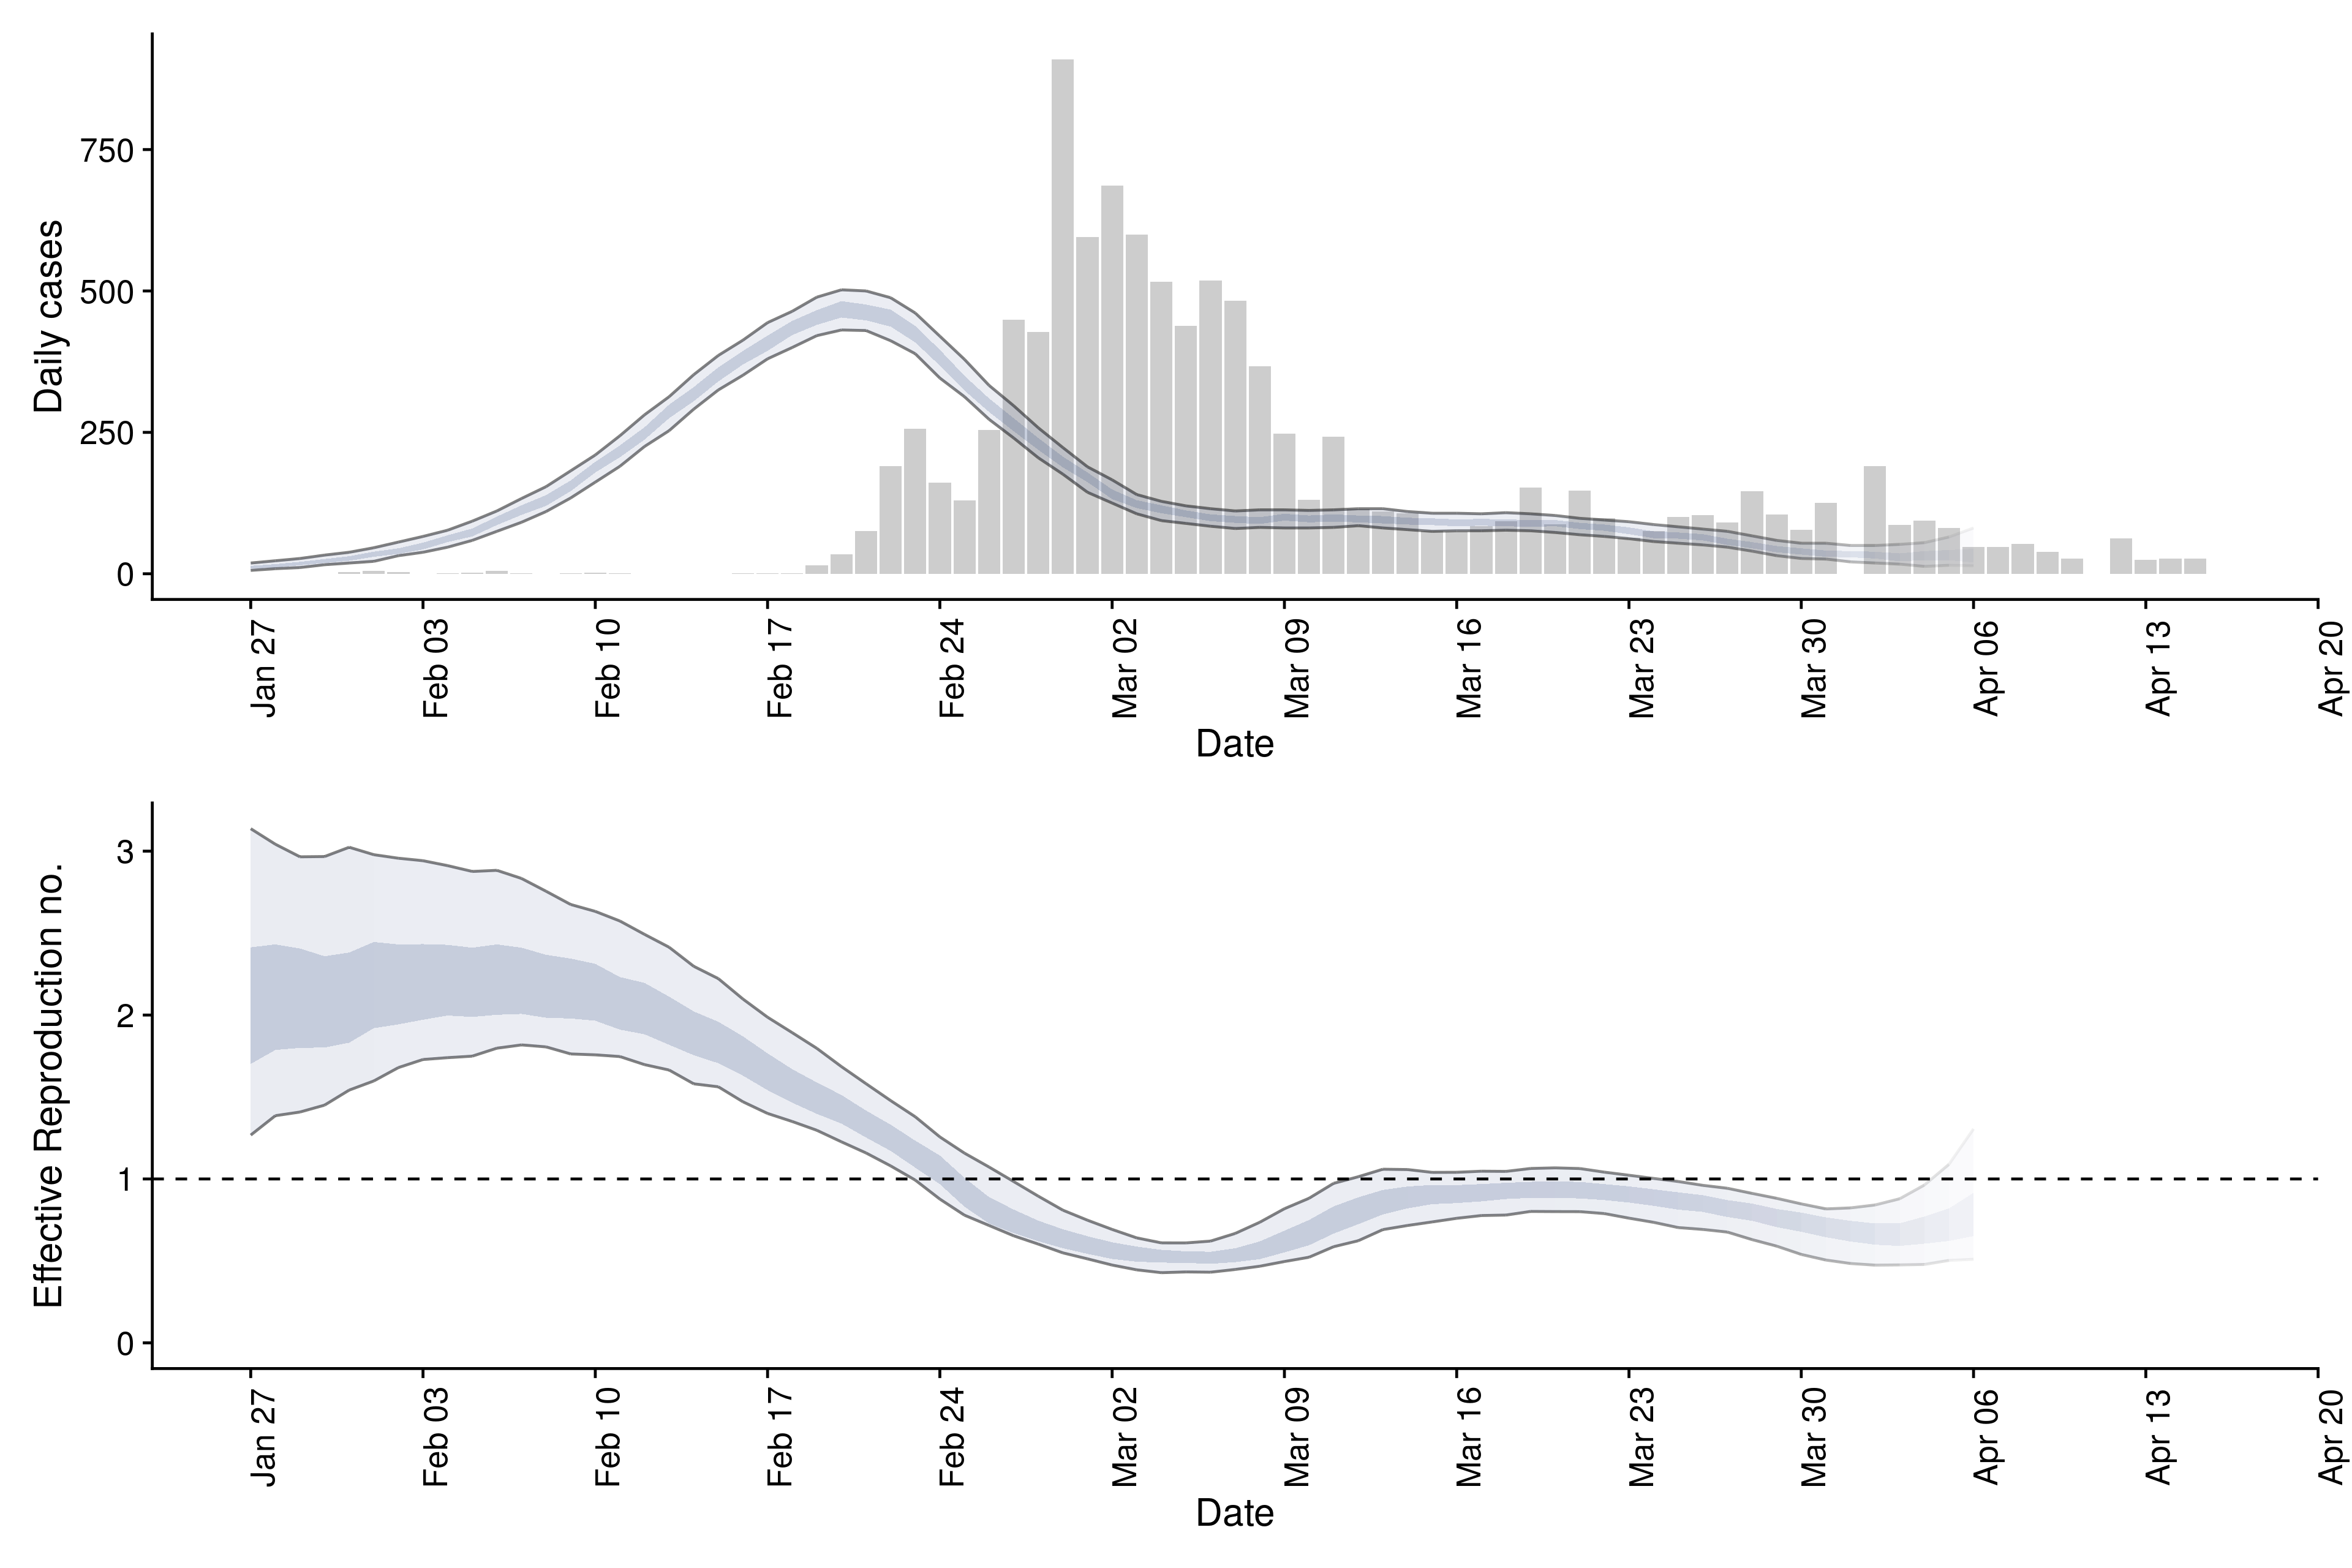 Daily cases
750
500
250
0
Jan 27
Feb 03
Feb 10
Feb 17
Feb 24
Mar 02
Mar 09
Mar 16
Mar 23
Mar 30
Apr 06
Apr 13
Apr 20
Date
Effective Reproduction no.
3
2
1
0
Jan 27
Feb 03
Feb 10
Feb 17
Feb 24
Mar 02
Mar 09
Mar 16
Mar 23
Mar 30
Apr 06
Apr 13
Apr 20
Date